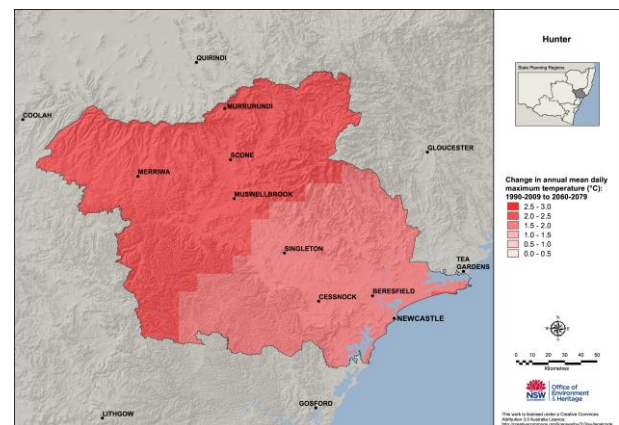 Hunter
State Planning Regions
QUIRINDI
COOLAH
MURRURUNDI
GLOUCESTER
SCONE
MERRIWA
MUSWELLBROOK
SINGLETON
TEA
GARDENS
BERESFIELD
CESSNOCK
NEWCASTLE
GOSFORD
LITHGOW
Change in annual mean daily
maximum temperature (°C):
1990-2009 to 2060-2079
2.5 - 3.0
2.0 - 2.5
1.5 - 2.0
1.0 - 1.5
0.5 - 1.0
0.0 - 0.5
0 10 20 30 40 50
Kilometres
NSW
GOVERNMENT
Office of
Environment
& Heritage
This work is licensed under a Creative Commons
Attribution 3.0 Australia Licence